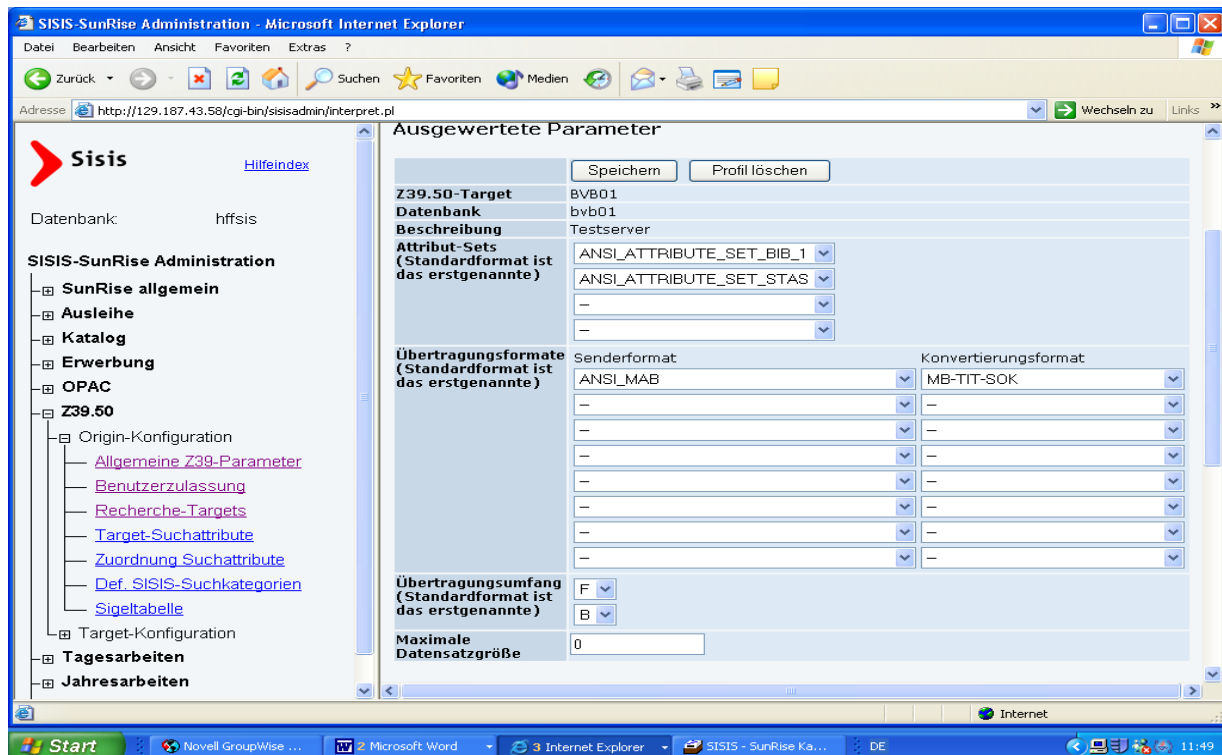 SISIS-SunRise Administration - Microsoft Internet Explorer
Datei Bearbeiten Ansicht Favoriten Extras ?
Zurück Suchen Favoriten Medien
Adresse http://129.187.43.58/cgi-bin/sisisadmin/interpret.pl Wechseln zu Links »
Sisis
Hilfeindex
Datenbank: hffsis
SISIS-SunRise Administration
SunRise allgemein
Ausleihe
Katalog
Erwerbung
OPAC
Z39.50
Origin-Konfiguration
Allgemeine Z39-Parameter
Benutzerzulassung
Recherche-Targets
Target-Suchattribute
Zuordnung Suchattribute
Def. SISIS-Suchkategorien
Sigeltabelle
Target-Konfiguration
Tagesarbeiten
Jahresarbeiten
Ausgewertete Parameter
Speichern Profil löschen
Z39.50-Target BVB01
Datenbank bvb01
Beschreibung Testserver
Attribut-Sets
(Standardformat ist
das erstgenannte)
ANSI_ATTRIBUTE_SET_BIB_1
ANSI_ATTRIBUTE_SET_STAS
–
–
Übertragungsformate
(Standardformat ist
das erstgenannte)
Senderformat Konvertierungsformat
ANSI_MAB MB-TIT-SOK
– –
– –
– –
– –
– –
– –
– –
Übertragungsumfang
(Standardformat ist
das erstgenannte)
F
B
Maximale
Datensatzgröße
0
Internet
Start Novell GroupWise ... 2 Microsoft Word 3 Internet Explorer SISIS - SunRise Ka... DE 11:49